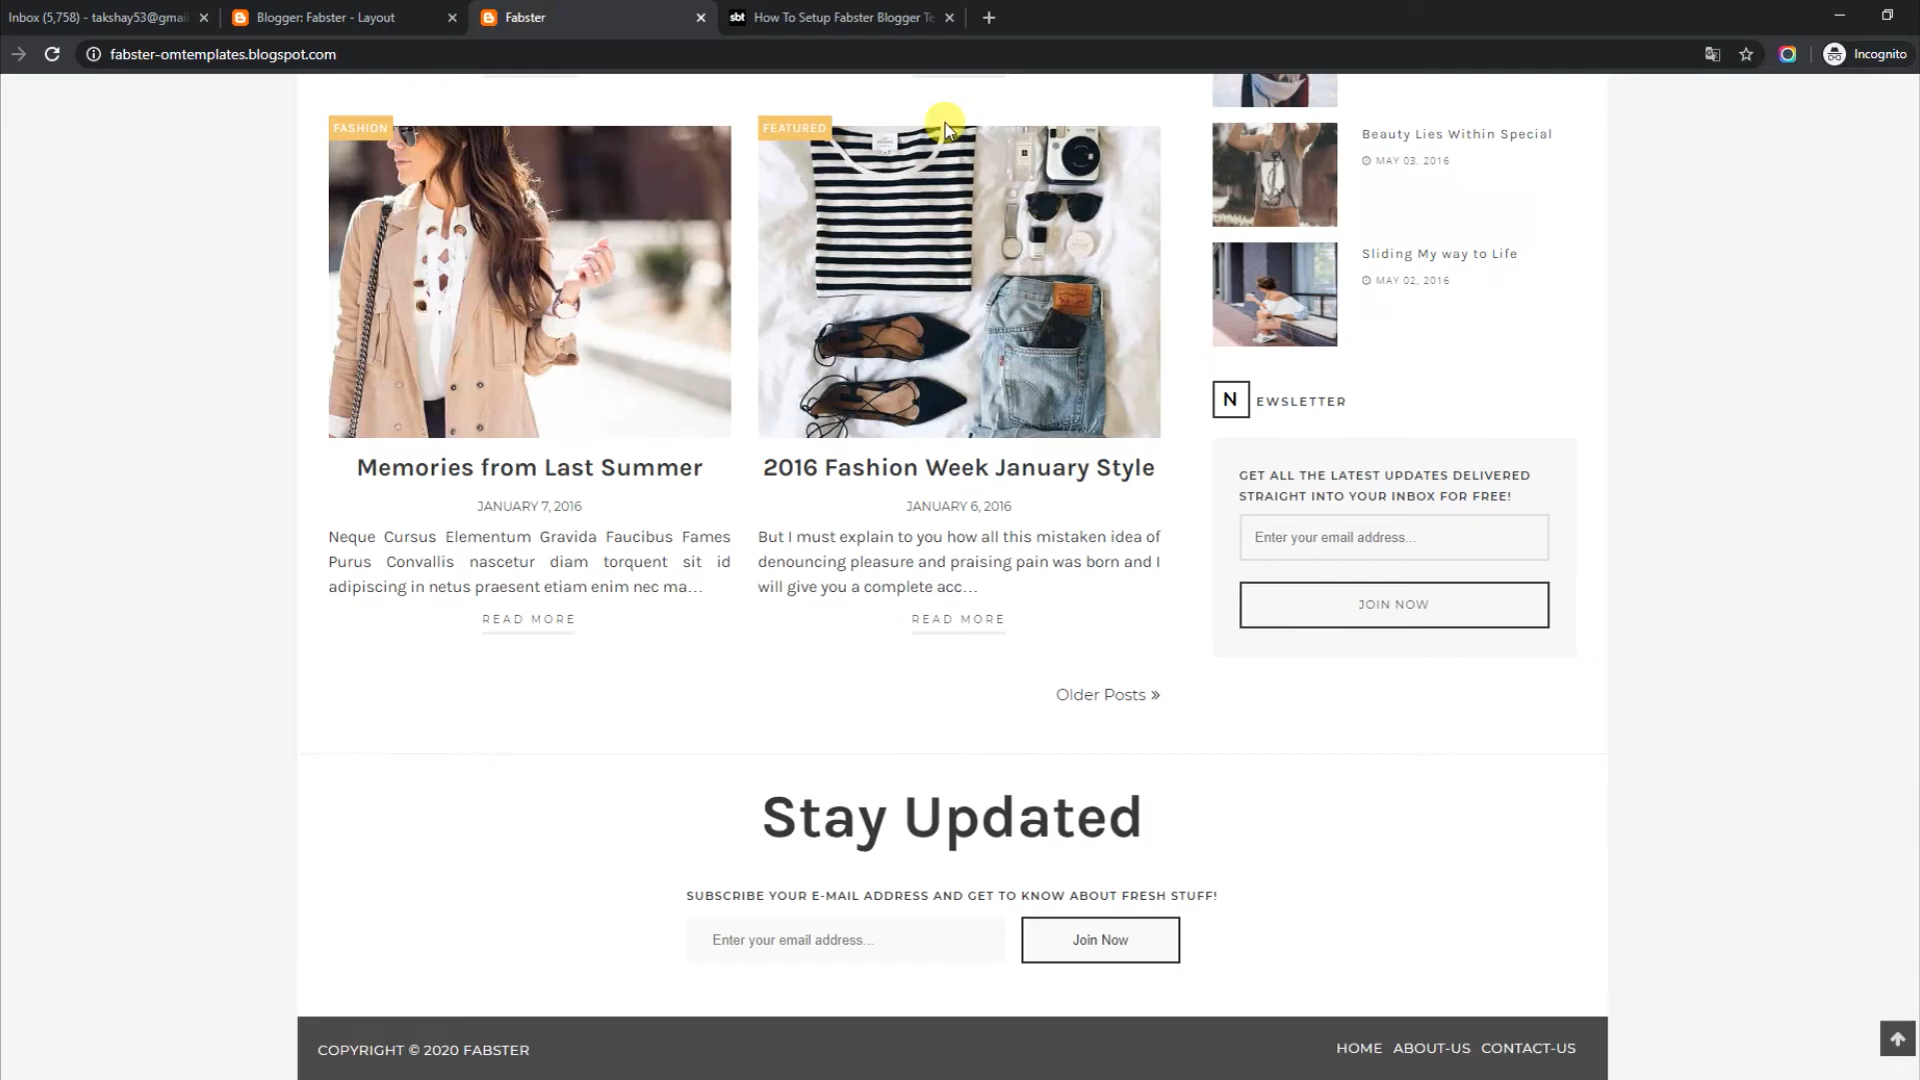 Inbox (5,758) - takshay53@gmai
Blogger: Fabster - Layout
Fabster
sbt How To Setup Fabster Blogger Te
fabster-omtemplates.blogspot.com
Incognito
FASHION
FEATURED
Memories from Last Summer
JANUARY 7, 2016
Neque Cursus Elementum Gravida Faucibus Fames
Purus Convallis nascetur diam torquent sit id
adipiscing in netus praesent etiam enim nec ma...
READ MORE
2016 Fashion Week January Style
JANUARY 6, 2016
But I must explain to you how all this mistaken idea of
denouncing pleasure and praising pain was born and I
will give you a complete acc...
READ MORE
Older Posts »
Beauty Lies Within Special
MAY 03, 2016
Sliding My way to Life
MAY 02, 2016
NEWSLETTER
GET ALL THE LATEST UPDATES DELIVERED
STRAIGHT INTO YOUR INBOX FOR FREE!
Enter your email address...
JOIN NOW
Stay Updated
SUBSCRIBE YOUR E-MAIL ADDRESS AND GET TO KNOW ABOUT FRESH STUFF!
Enter your email address...
Join Now
COPYRIGHT © 2020 FABSTER
HOME ABOUT-US CONTACT-US